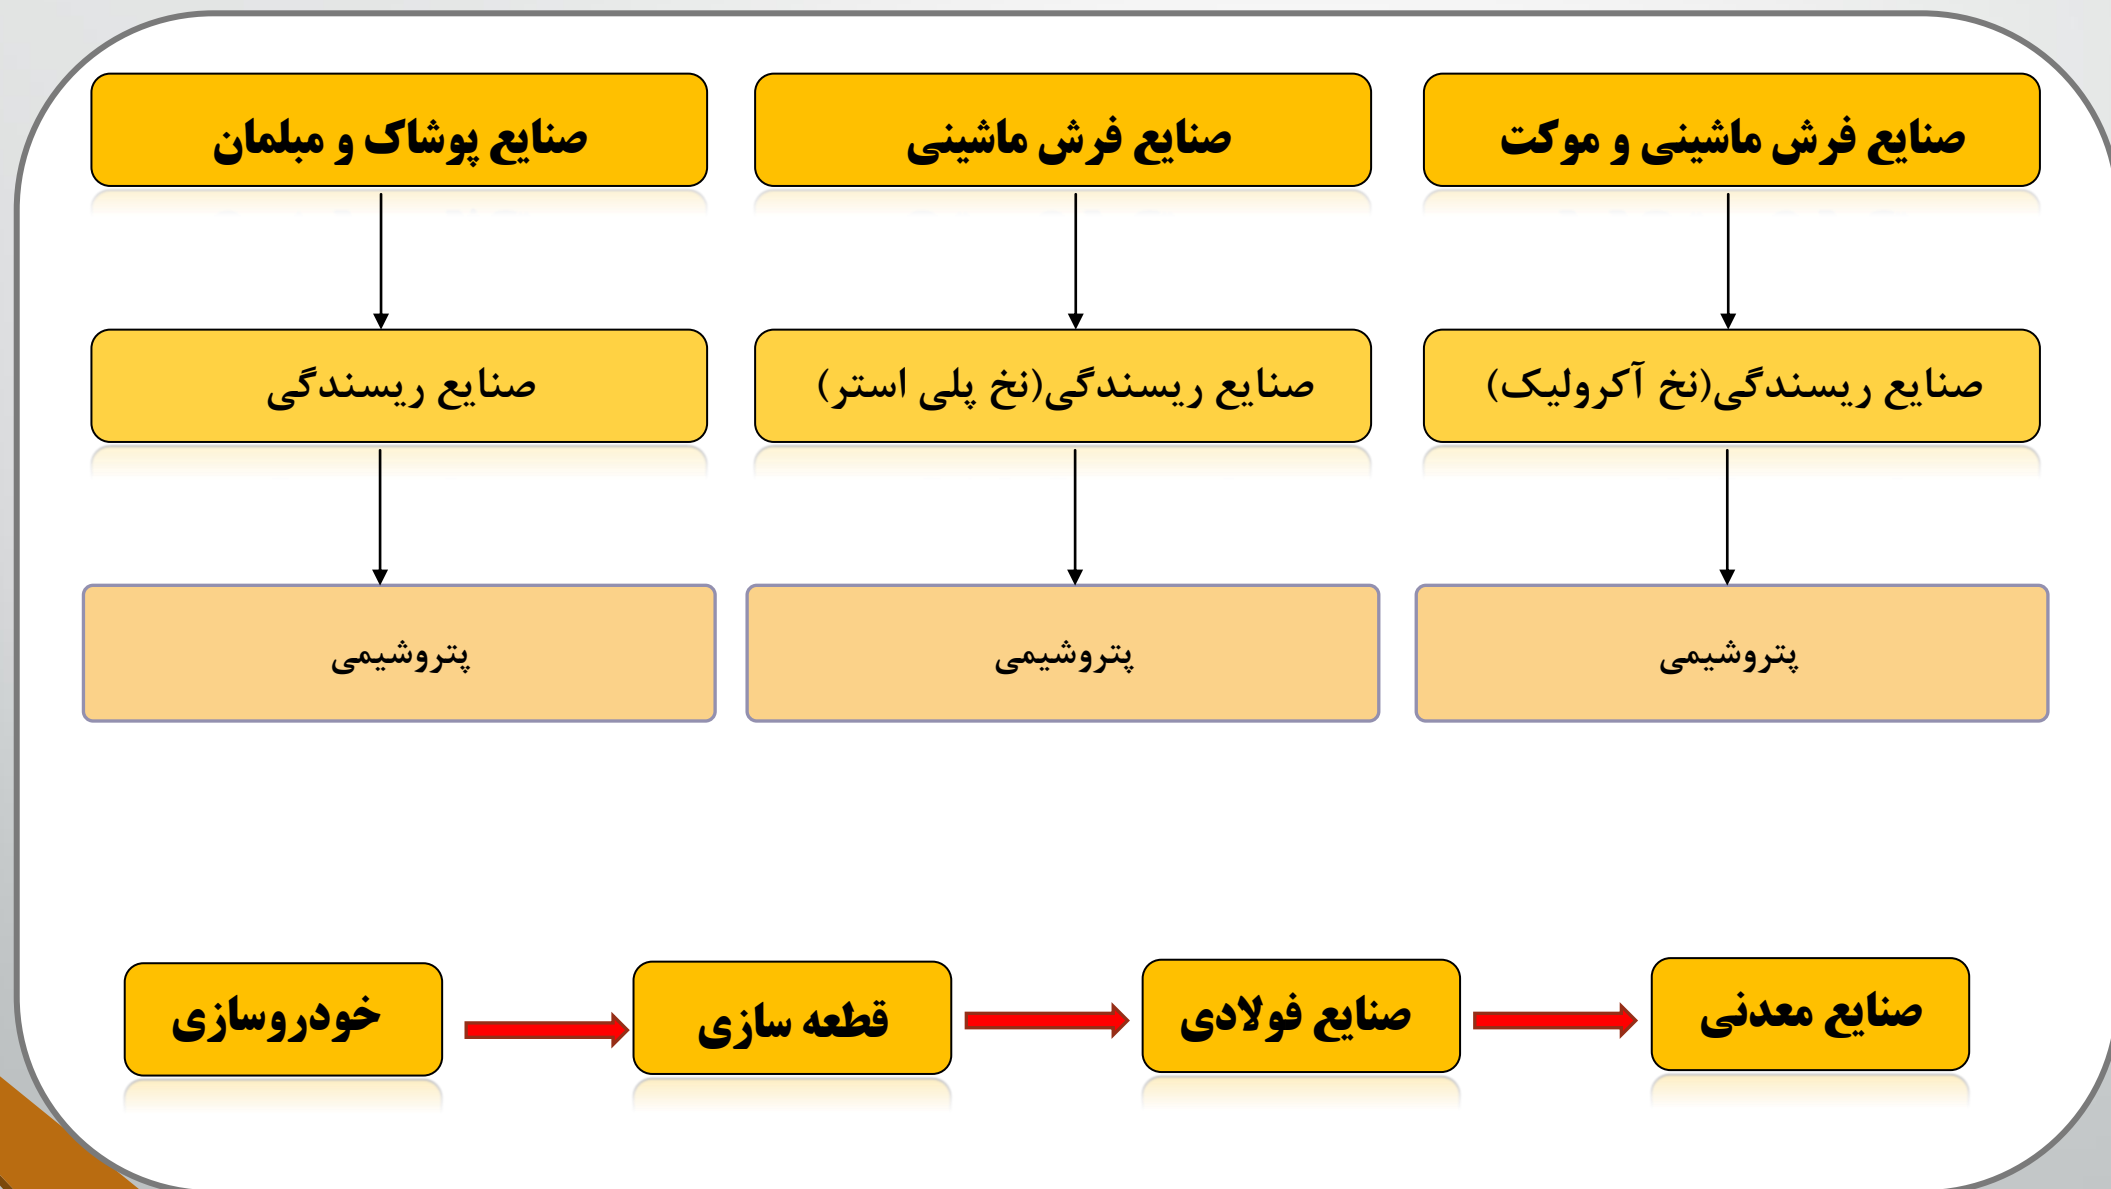 صنایع فرش ماشینی و موکت
صنایع فرش ماشینی
صنایع پوشاک و مبلمان
صنایع ریسندگی(نخ آکرولیک)
صنایع ریسندگی(نخ پلی استر)
صنایع ریسندگی
پتروشیمی
پتروشیمی
پتروشیمی
خودروسازی
قطعه سازی
صنایع فولادی
صنایع معدنی